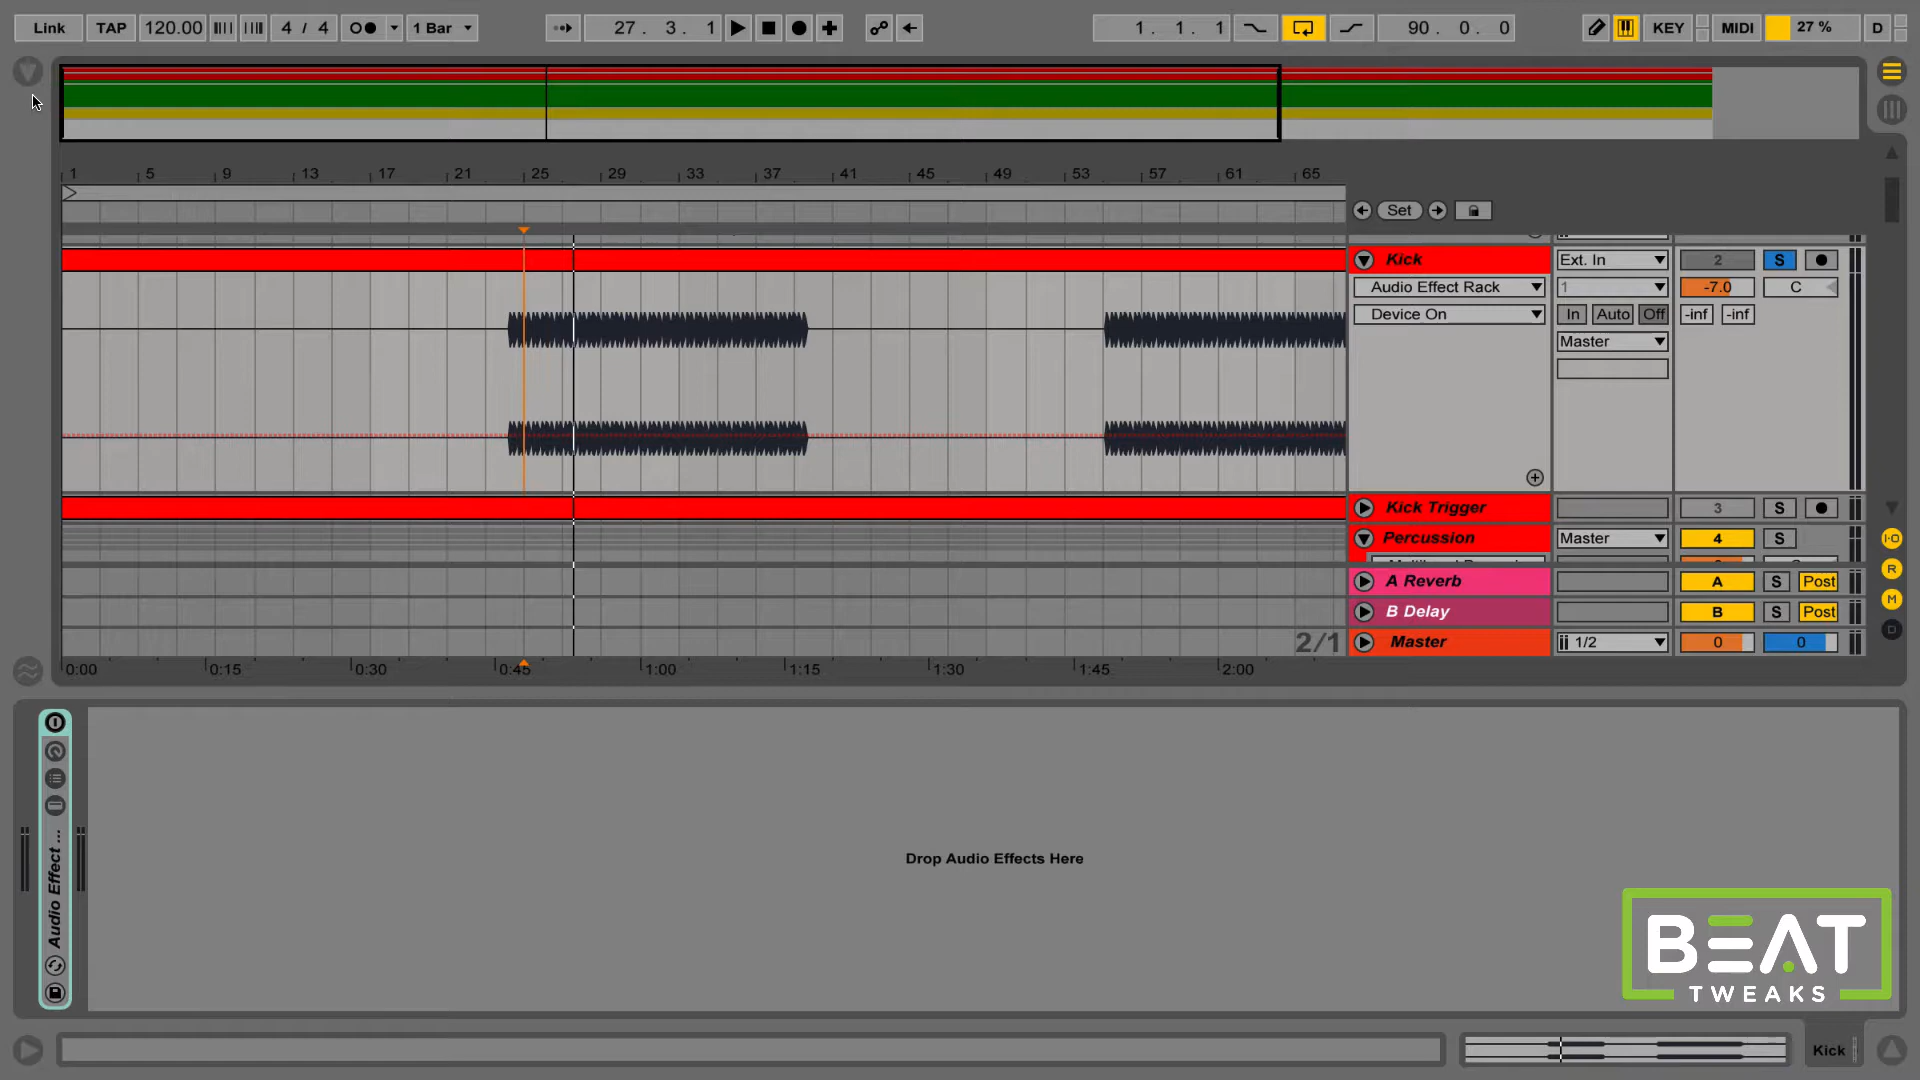 Link TAP 120.00 4 / 4 1 Bar 27. 3. 1 1. 1. 1 90. 0. 0 KEY MIDI 27 % D
1 5 9 13 17 21 25 29 33 37 41 45 49 53 57 61 65
Set
Kick Ext. In 2 S
Audio Effect Rack 1 -7.0 C
Device On In Auto Off -inf -inf
Master
Kick Trigger 3 S
Percussion Master 4 S
A Reverb A S Post
B Delay B S Post
2/1 Master 1/2 0 0
0:00 0:15 0:30 0:45 1:00 1:15 1:30 1:45 2:00
I·O
R
M
D
Audio Effect ...
Drop Audio Effects Here
BEAT
TWEAKS
Kick